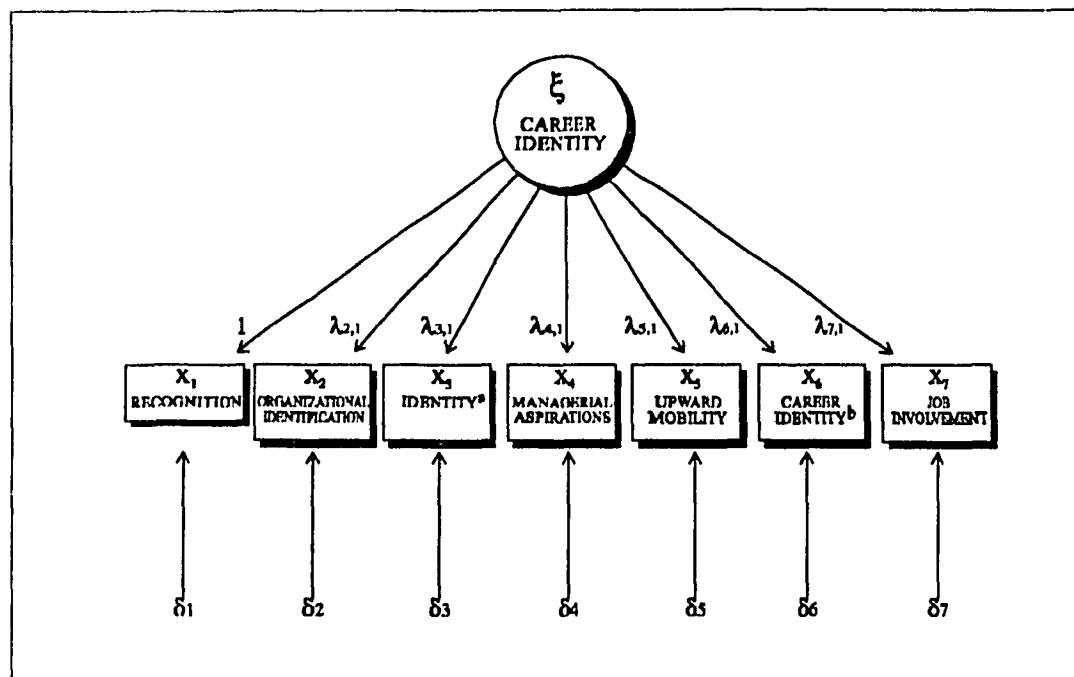 ξ
CAREER
IDENTITY
1
λ2,1
λ3,1
λ4,1
λ5,1
λ6,1
λ7,1
X1
RECOGNITION
X2
ORGANIZATIONAL
IDENTIFICATION
X3
IDENTITYa
X4
MANAGERIAL
ASPIRATIONS
X5
UPWARD
MOBILITY
X6
CAREER
IDENTITYb
X7
JOB
INVOLVEMENT
δ1
δ2
δ3
δ4
δ5
δ6
δ7